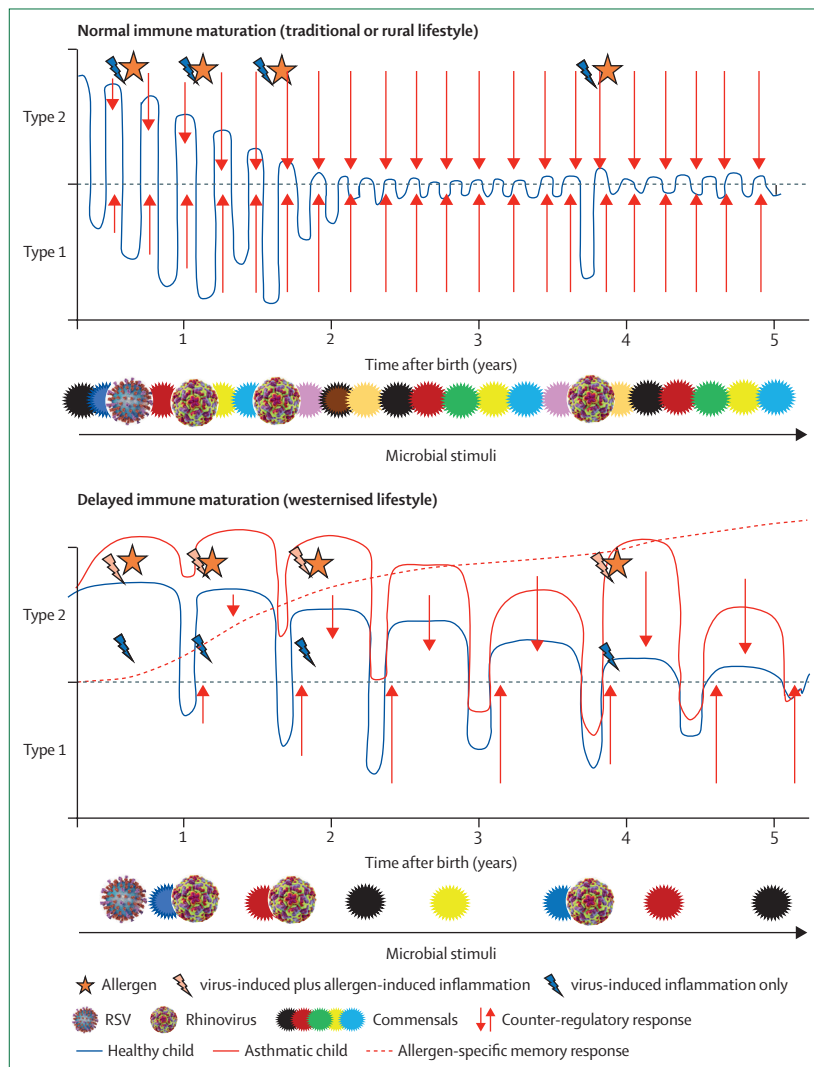 Normal immune maturation (traditional or rural lifestyle)
Type 2
Type 1
1 2 3 4 5
Time after birth (years)
Microbial stimuli
Delayed immune maturation (westernised lifestyle)
Type 2
Type 1
1 2 3 4 5
Time after birth (years)
Microbial stimuli
Allergen virus-induced plus allergen-induced inflammation virus-induced inflammation only
RSV Rhinovirus Commensals Counter-regulatory response
Healthy child Asthmatic child Allergen-specific memory response